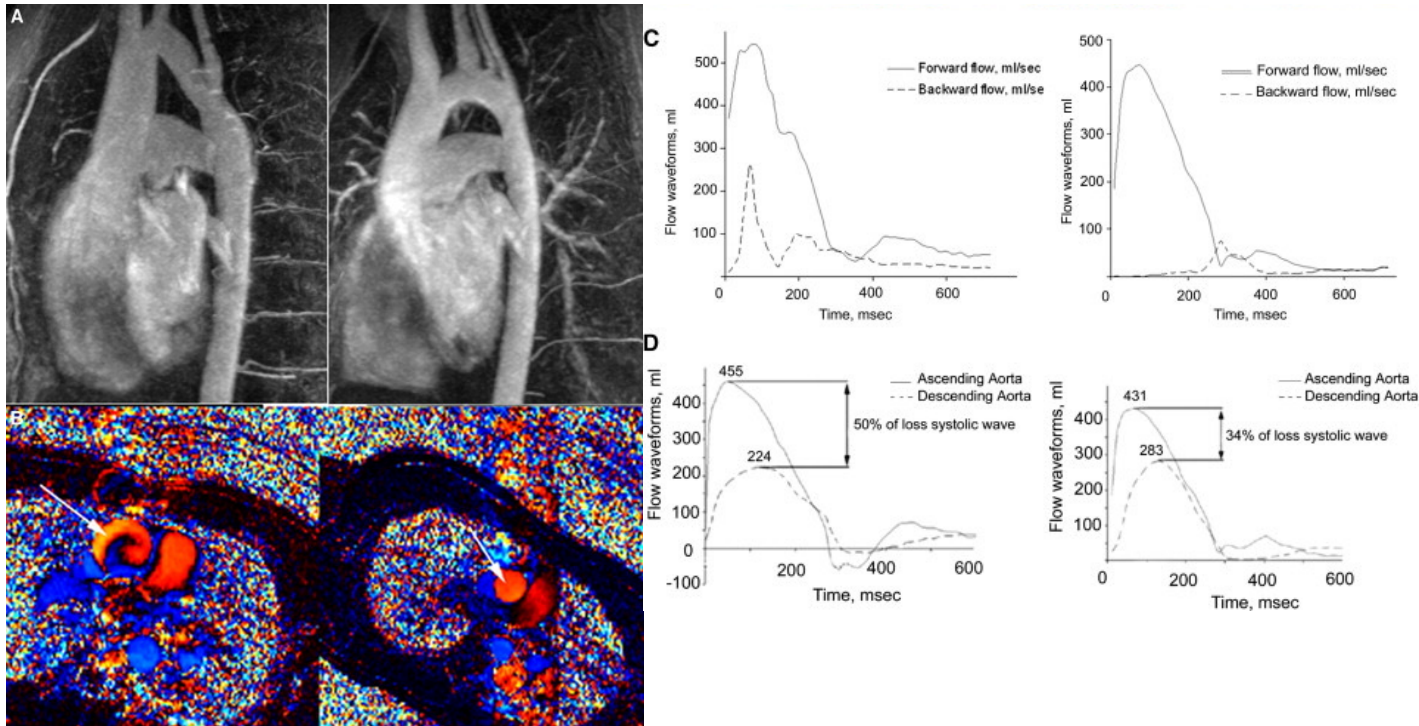 A
B
C
500
400
300
200
100
0
200
400
600
Flow waveforms, ml
Time, msec
Forward flow, ml/sec
Backward flow, ml/se
500
400
300
200
100
0
200
400
600
Flow waveforms, ml
Time, msec
Forward flow, ml/sec
Backward flow, ml/sec
D
455
224
400
300
200
100
0
-100
200
400
600
Flow waveforms, ml
Time, msec
Ascending Aorta
Descending Aorta
50% of loss systolic wave
431
283
400
300
200
100
0
200
400
600
Flow waveforms, ml
Time, msec
Ascending Aorta
Descending Aorta
34% of loss systolic wave